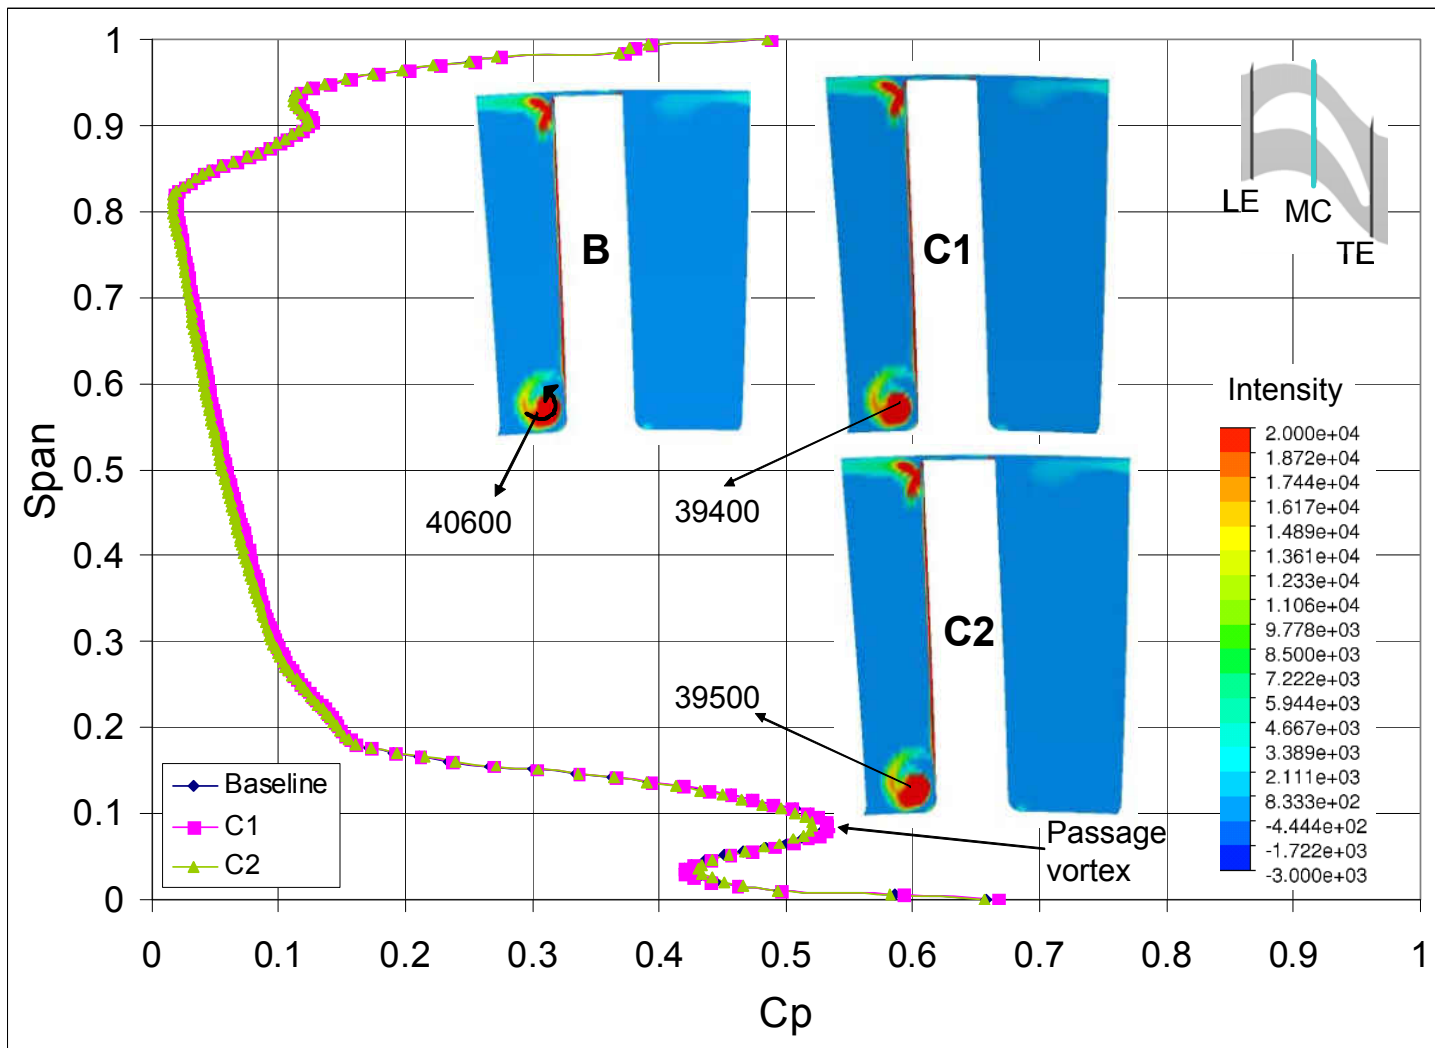 1
0.9
0.8
0.7
0.6
0.5
0.4
0.3
0.2
0.1
0
Span
0
0.1
0.2
0.3
0.4
0.5
0.6
0.7
0.8
0.9
1
Cp
Baseline
C1
C2
B
40600
C1
39400
C2
39500
Passage
vortex
LE
MC
TE
Intensity
2.000e+04
1.872e+04
1.744e+04
1.617e+04
1.489e+04
1.361e+04
1.233e+04
1.106e+04
9.778e+03
8.500e+03
7.222e+03
5.944e+03
4.667e+03
3.389e+03
2.111e+03
8.333e+02
-4.444e+02
-1.722e+03
-3.000e+03